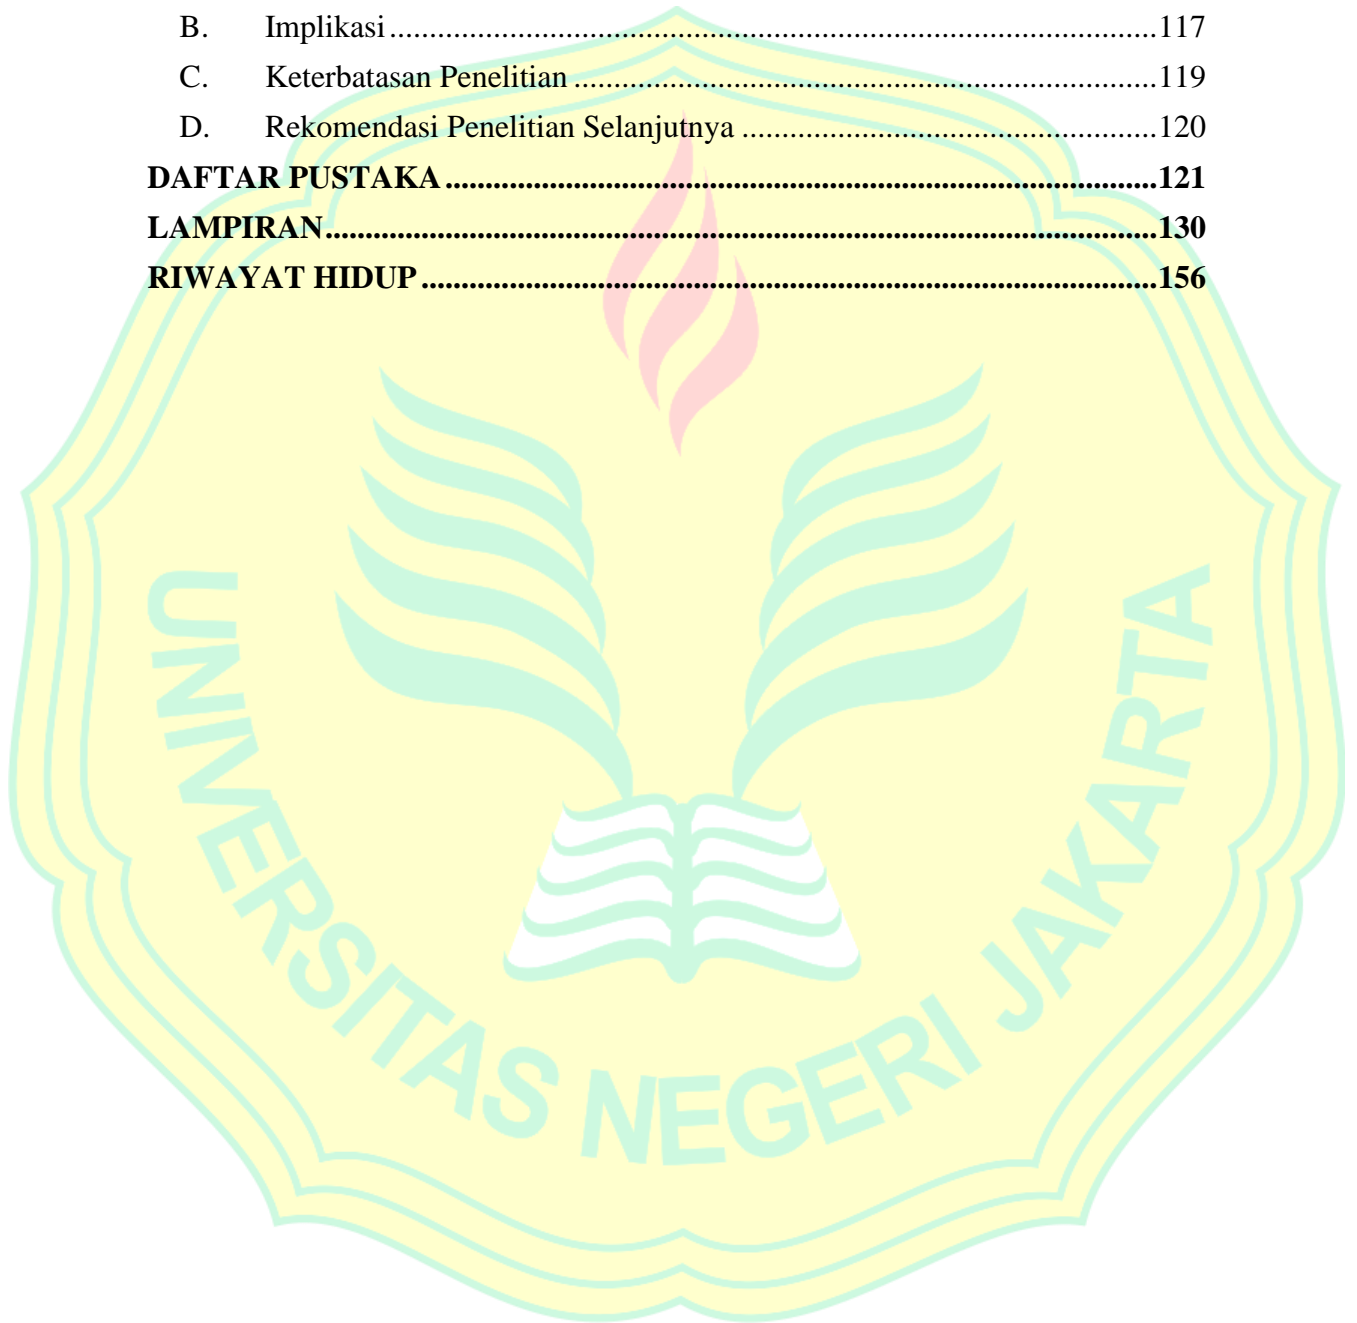 B. Implikasi ........................................................................................117
C. Keterbatasan Penelitian ..................................................................119
D. Rekomendasi Penelitian Selanjutnya ..............................................120
DAFTAR PUSTAKA ...............................................................................121
LAMPIRAN.............................................................................................130
RIWAYAT HIDUP ..................................................................................156
UNIVERSITAS NEGERI JAKARTA